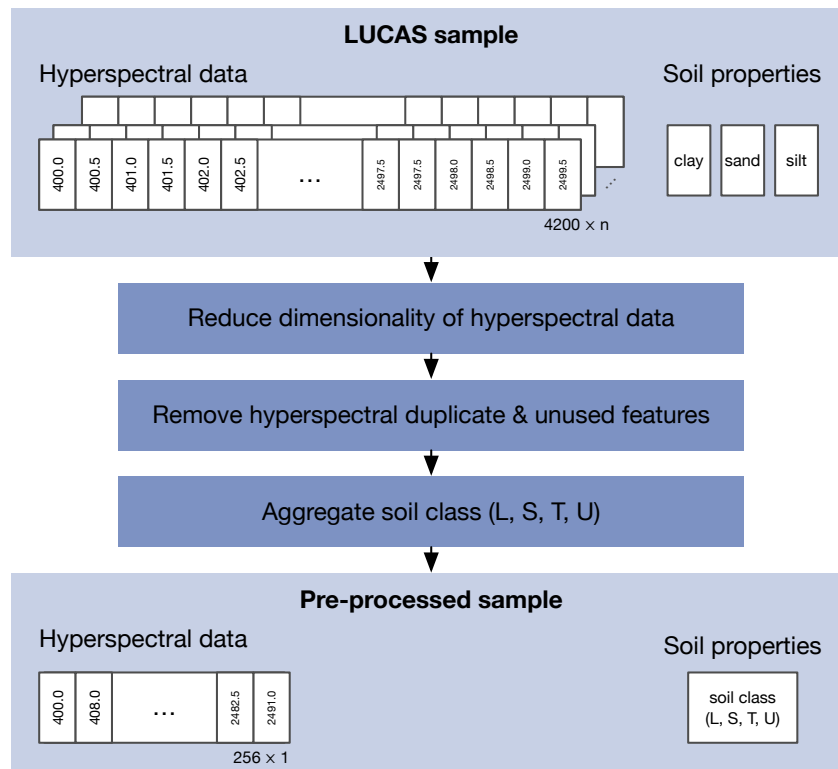 LUCAS sample
Hyperspectral data
Soil properties
400.0 400.5 401.0 401.5 402.0 402.5 ... 2497.5 2497.5 2498.0 2498.5 2499.0 2499.5 ...
clay sand silt
4200 × n
Reduce dimensionality of hyperspectral data
Remove hyperspectral duplicate & unused features
Aggregate soil class (L, S, T, U)
Pre-processed sample
Hyperspectral data
Soil properties
400.0 408.0 ... 2482.5 2491.0
soil class
(L, S, T, U)
256 × 1